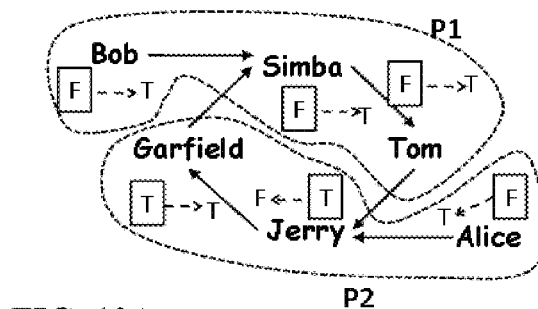 P1
Bob
Simba
F T
F T
F T
Garfield
Tom
T T
F T
T F
Jerry
Alice
P2